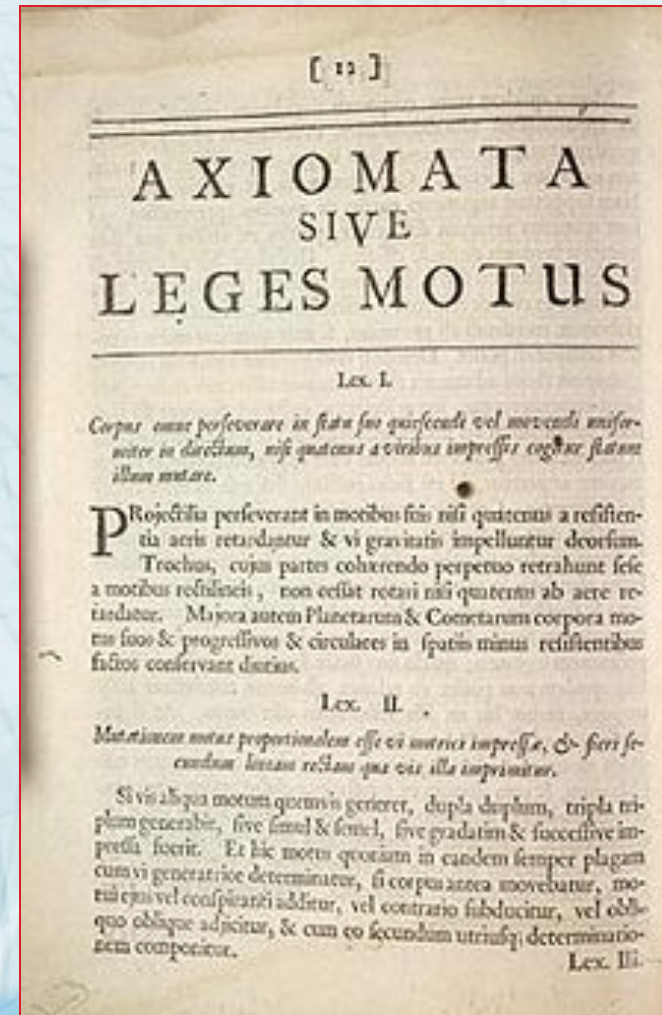 [ 12 ]
AXIOMATA
SIVE
LEGES MOTUS
Lex. I.
Corpus omne perseverare in statu suo quiescendi vel movendi unifor-
miter in directum, nisi quatenus a viribus impressis cogitur statum
illum mutare.
PRojectilia perseverant in motibus suis nisi quatenus a resisten-
tia aeris retardantur & vi gravitatis impelluntur deorsum.
Trochus, cujus partes cohærendo perpetuo retrahunt sese
a motibus rectilineis, non cessat rotari nisi quatenus ab aere re-
tardatur. Majora autem Planetarum & Cometarum corpora mo-
tus suos & progressivos & circulares in spatiis minus resistentibus
factos conservant diutius.
Lex. II.
Mutationem motus proportionalem esse vi motrici impressæ, & fieri se-
cundum lineam rectam qua vis illa imprimitur.
Si vis aliqua motum quemvis generet, dupla duplum, tripla tri-
plum generabit, sive simul & semel, sive gradatim & successive im-
pressa fuerit. Et hic motus quoniam in eandem semper plagam
cum vi generatrice determinatur, si corpus antea movebatur, mo-
tui ejus vel conspiranti additur, vel contrario subducitur, vel obli-
quo oblique adjicitur, & cum eo secundum utriusq; determinatio-
nem componitur.
Lex. III.